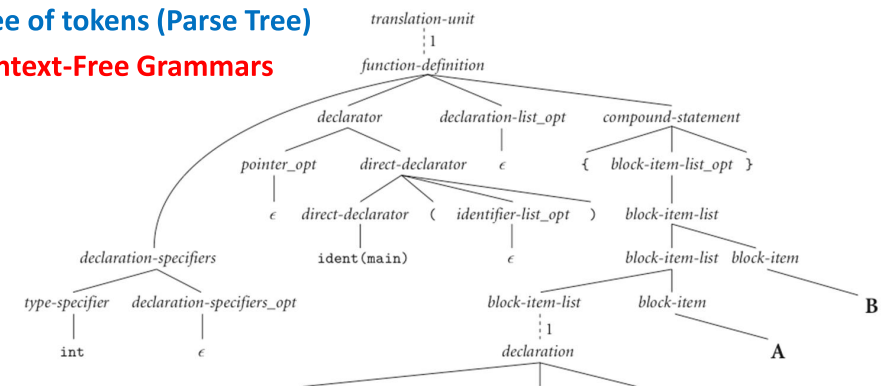 ee of tokens (Parse Tree)
translation-unit
1
ntext-Free Grammars
function-definition
declarator declaration-list_opt compound-statement
pointer_opt direct-declarator ϵ { block-item-list_opt }
ϵ direct-declarator ( identifier-list_opt ) block-item-list
declaration-specifiers ident(main) ϵ block-item-list block-item
type-specifier declaration-specifiers_opt block-item-list block-item B
1
int ϵ declaration A